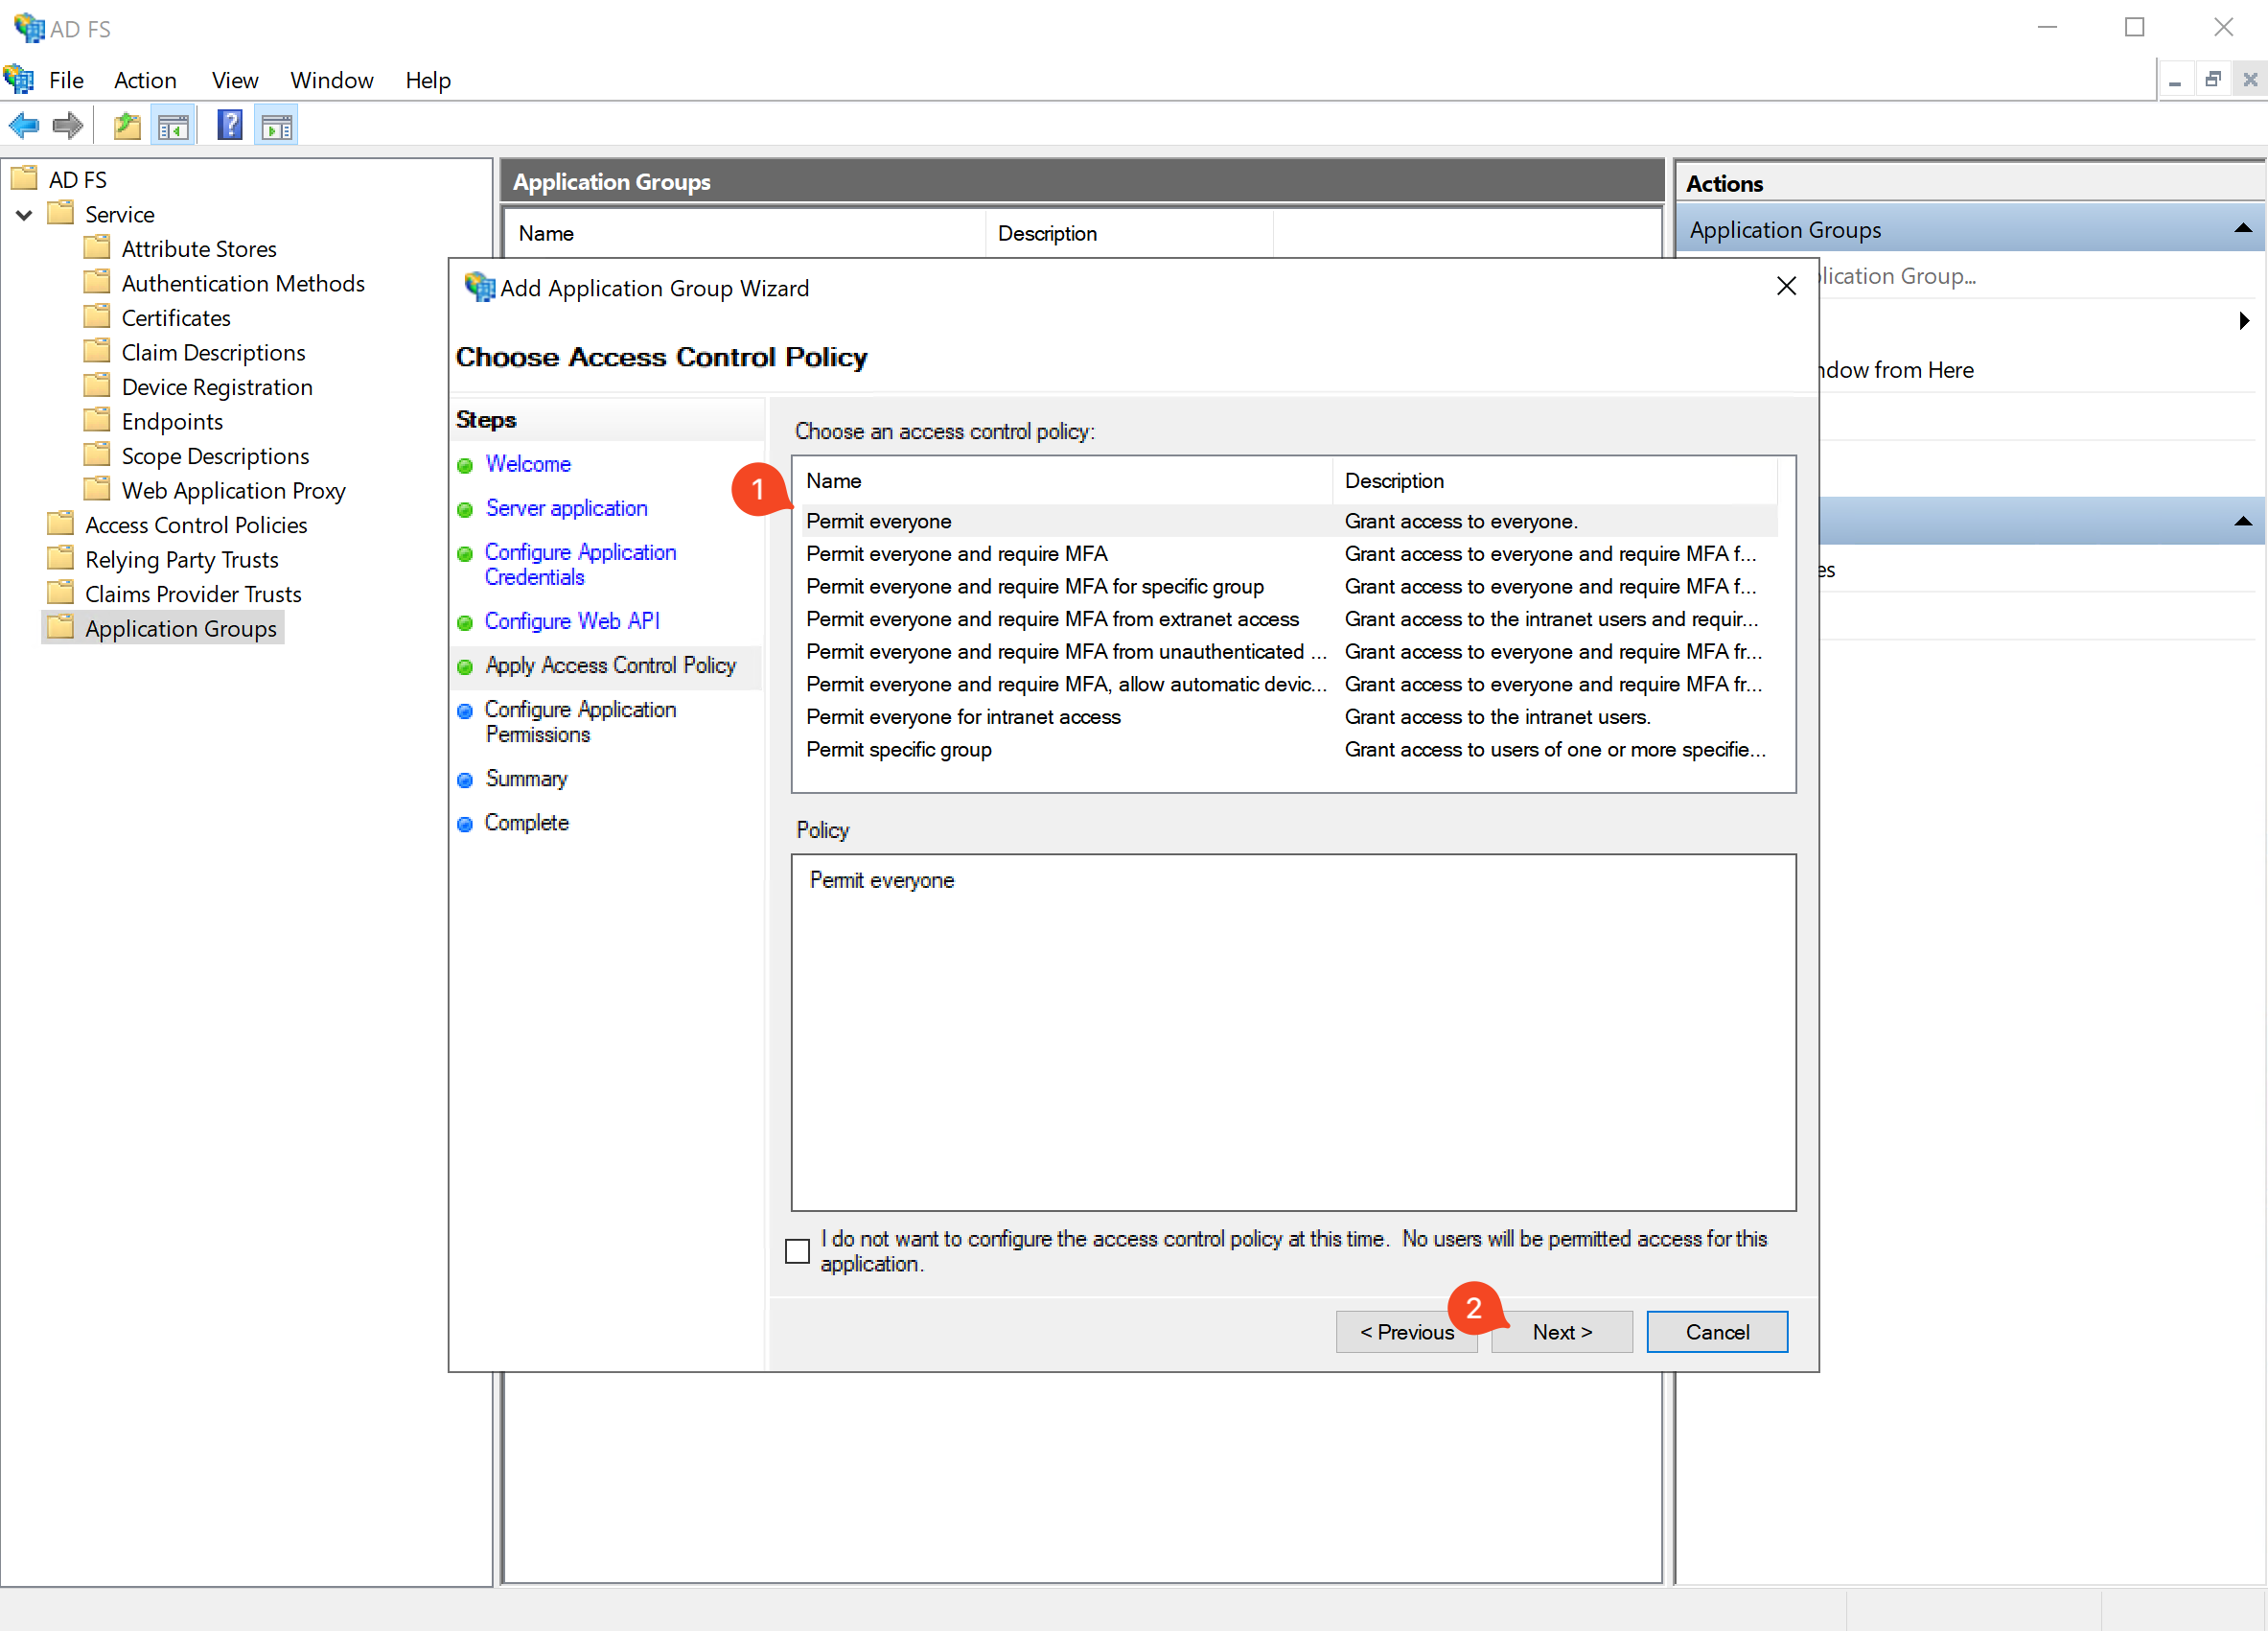 AD FS
File Action View Window Help
AD FS
Service
Attribute Stores
Authentication Methods
Certificates
Claim Descriptions
Device Registration
Endpoints
Scope Descriptions
Web Application Proxy
Access Control Policies
Relying Party Trusts
Claims Provider Trusts
Application Groups
Application Groups
Name Description
Actions
Application Groups
lication Group...
ndow from Here
es
Add Application Group Wizard
Choose Access Control Policy
Steps
Welcome
Server application
Configure Application
Credentials
Configure Web API
Apply Access Control Policy
Configure Application
Permissions
Summary
Complete
Choose an access control policy:
1
Name Description
Permit everyone Grant access to everyone.
Permit everyone and require MFA Grant access to everyone and require MFA f...
Permit everyone and require MFA for specific group Grant access to everyone and require MFA f...
Permit everyone and require MFA from extranet access Grant access to the intranet users and requir...
Permit everyone and require MFA from unauthenticated ... Grant access to everyone and require MFA fr...
Permit everyone and require MFA, allow automatic devic... Grant access to everyone and require MFA fr...
Permit everyone for intranet access Grant access to the intranet users.
Permit specific group Grant access to users of one or more specifie...
Policy
Permit everyone
I do not want to configure the access control policy at this time. No users will be permitted access for this
application.
2
< Previous Next > Cancel